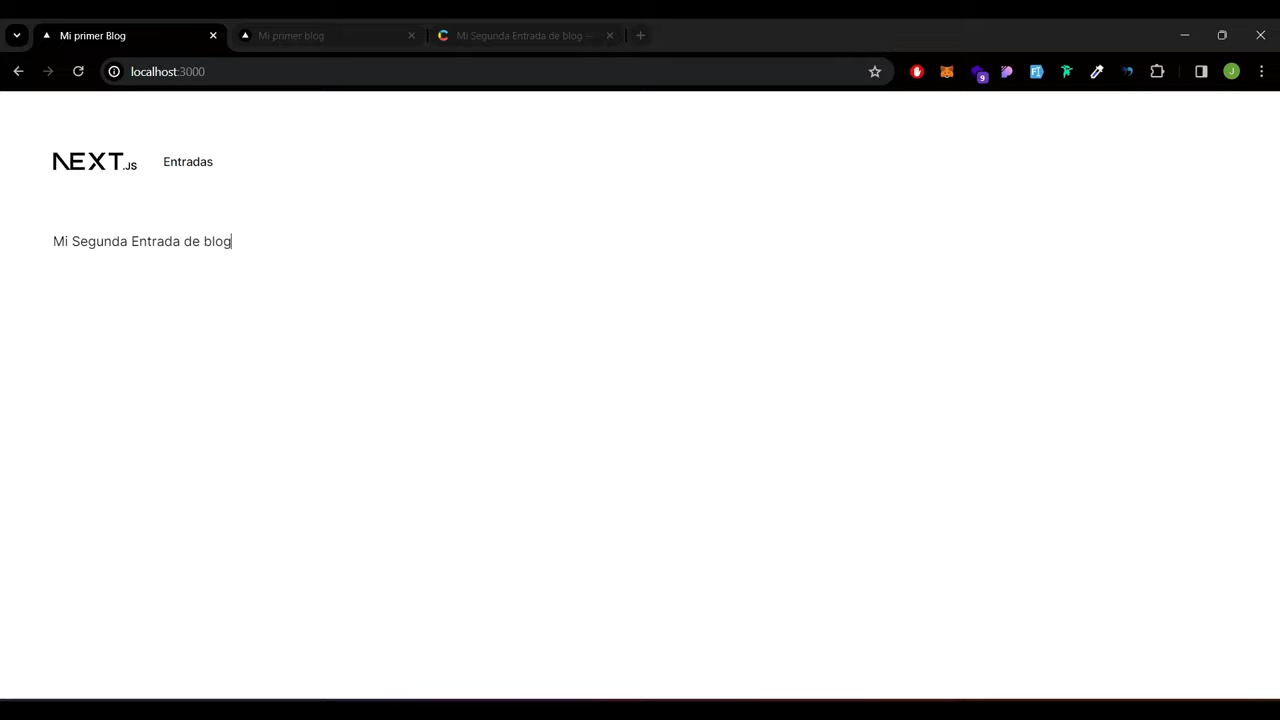 Mi primer Blog
Mi primer blog
Mi Segunda Entrada de blog —
localhost:3000
9
J
NEXT.JS
Entradas
Mi Segunda Entrada de blog